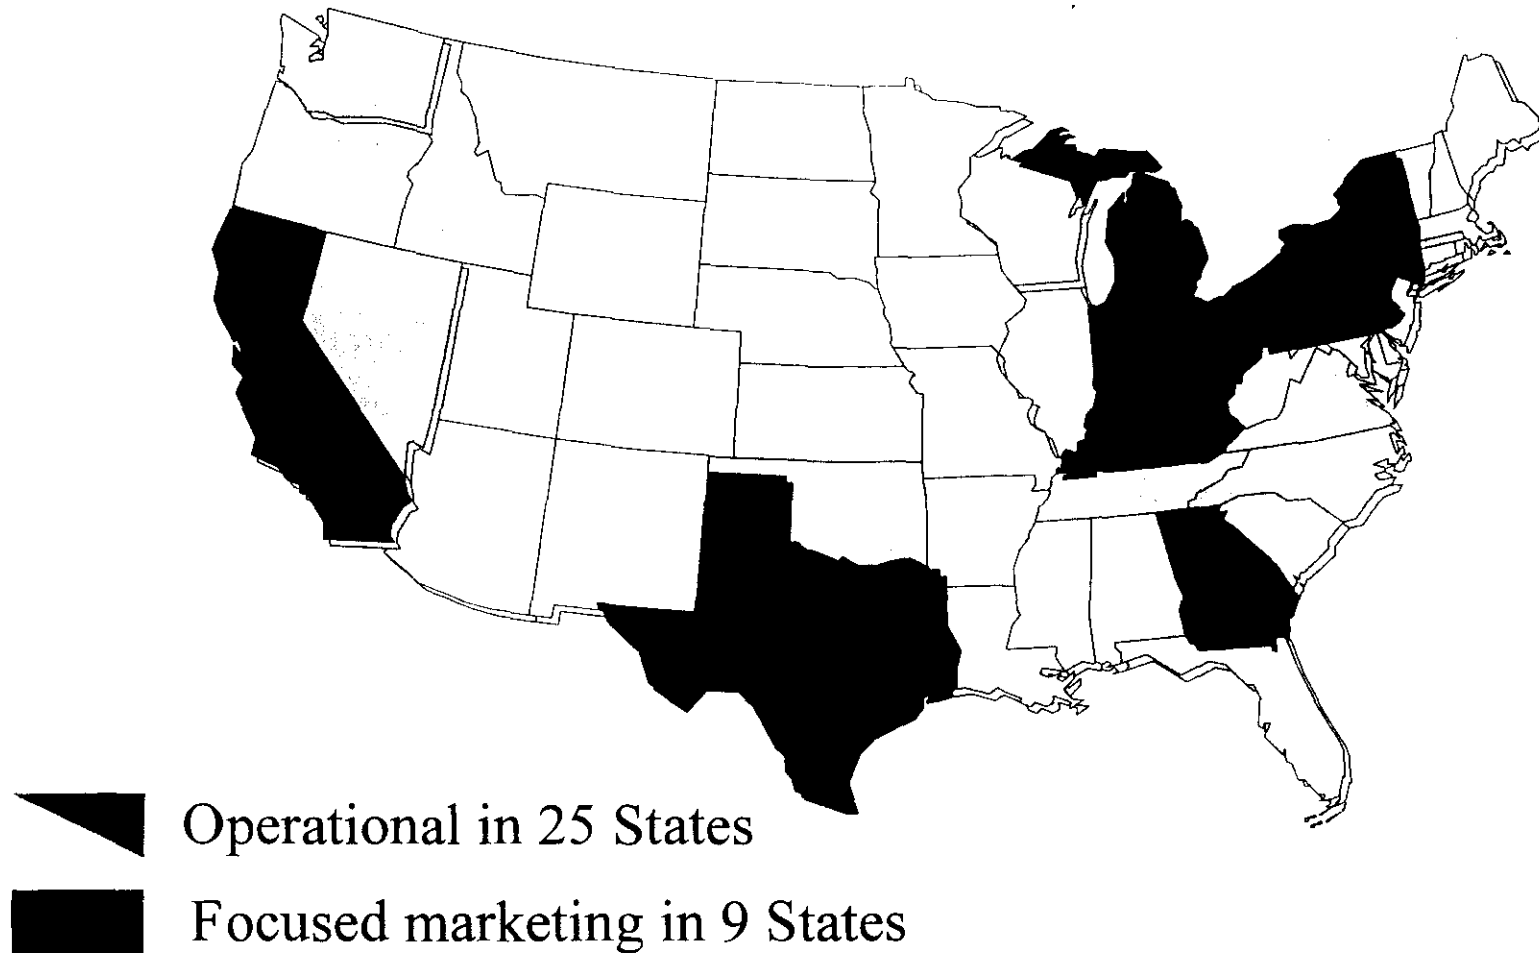 Operational in 25 States
Focused marketing in 9 States